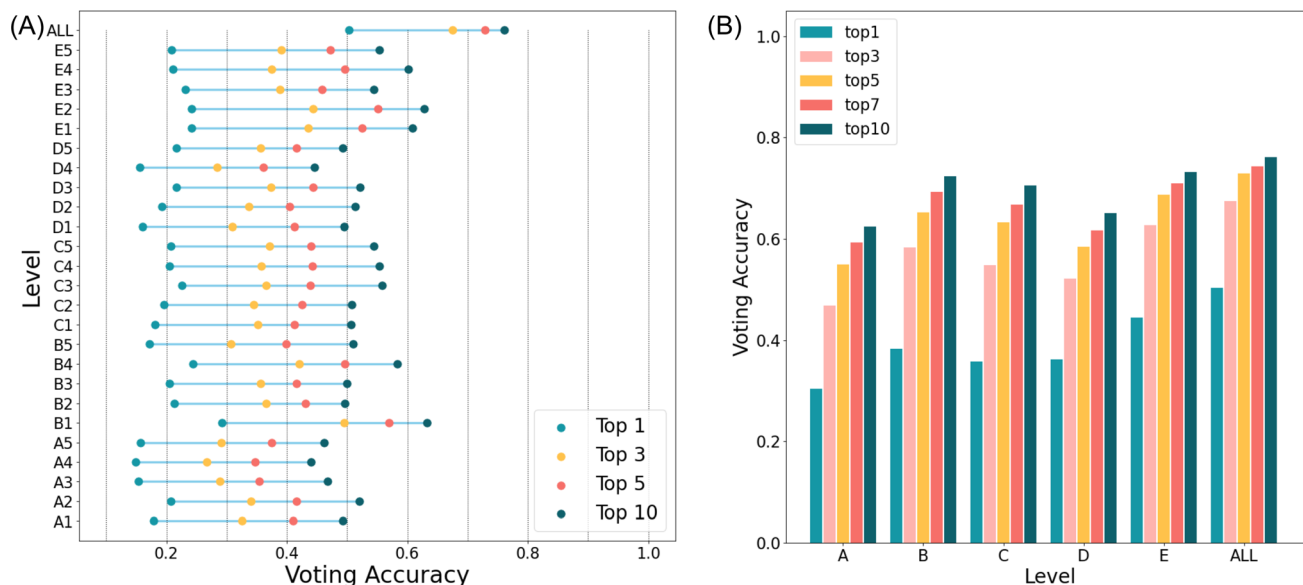 (A)
Level
ALL
E5
E4
E3
E2
E1
D5
D4
D3
D2
D1
C5
C4
C3
C2
C1
B5
B4
B3
B2
B1
A5
A4
A3
A2
A1
Top 1
Top 3
Top 5
Top 10
0.2 0.4 0.6 0.8 1.0
Voting Accuracy
(B)
Voting Accuracy
1.0
0.8
0.6
0.4
0.2
0.0
top1
top3
top5
top7
top10
A B C D E ALL
Level